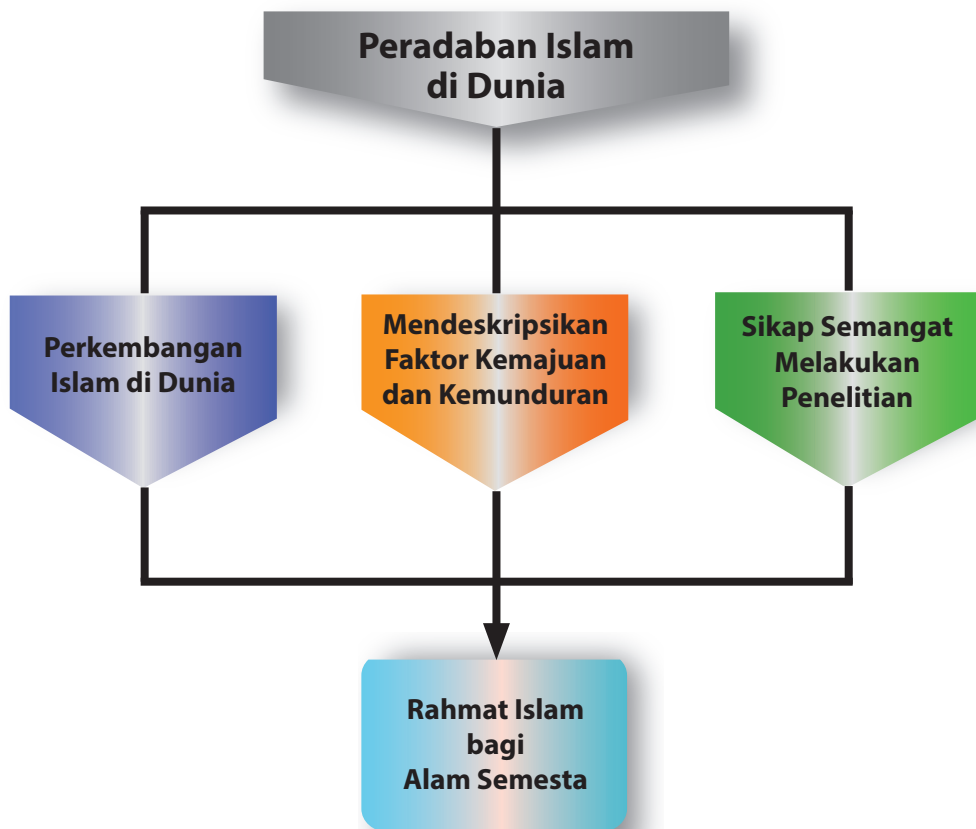 Peradaban Islam
di Dunia
Perkembangan
Islam di Dunia
Mendeskripsikan
Faktor Kemajuan
dan Kemunduran
Sikap Semangat
Melakukan
Penelitian
Rahmat Islam
bagi
Alam Semesta